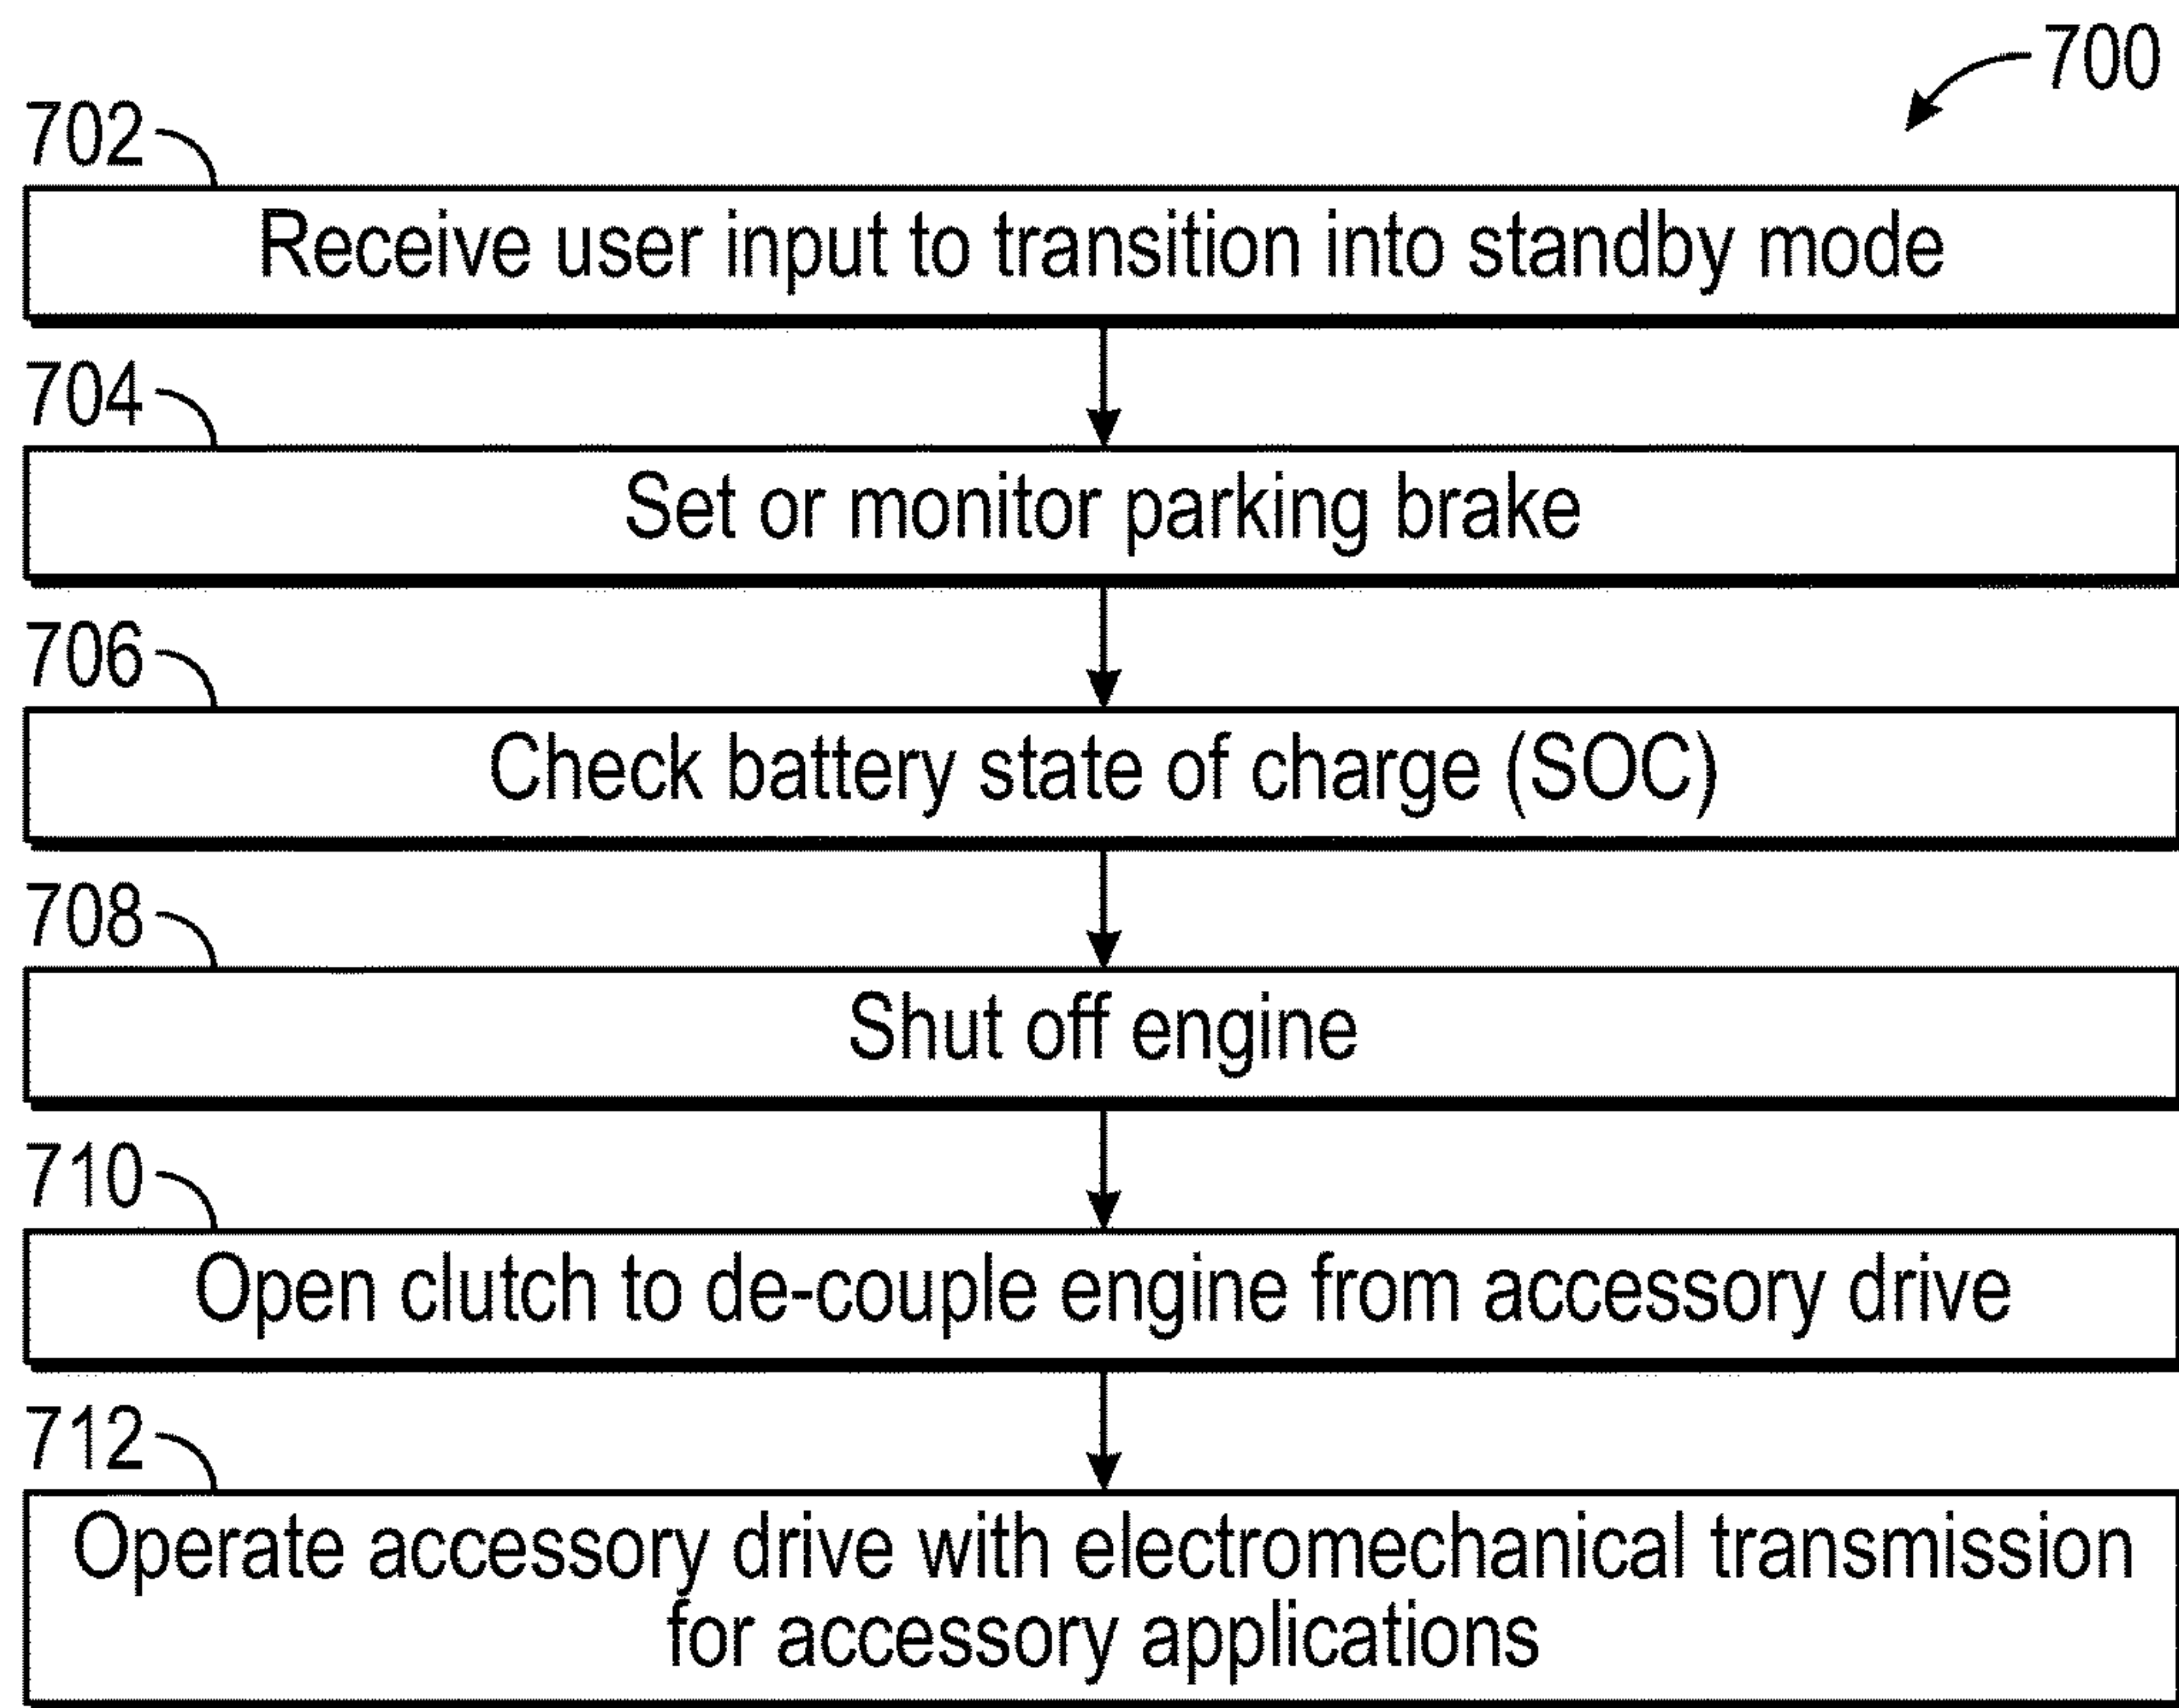 700
702
Receive user input to transition into standby mode
704
Set or monitor parking brake
706
Check battery state of charge (SOC)
708
Shut off engine
710
Open clutch to de-couple engine from accessory drive
712
Operate accessory drive with electromechanical transmission
for accessory applications